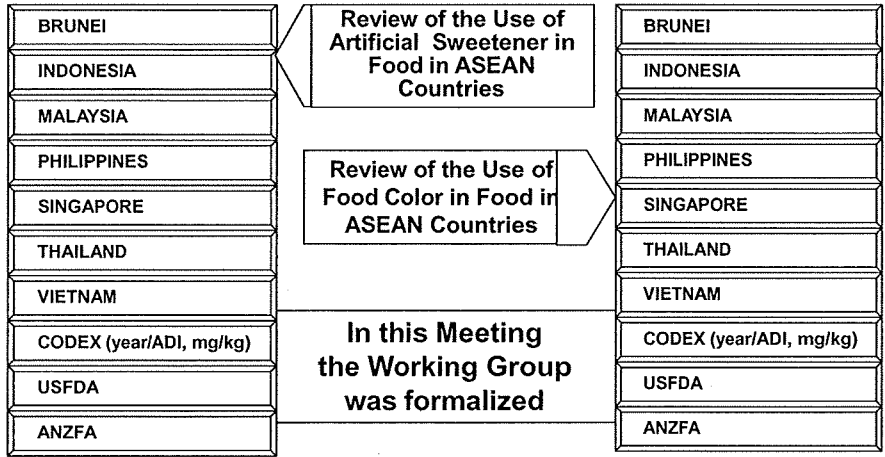 BRUNEI
INDONESIA
MALAYSIA
PHILIPPINES
SINGAPORE
THAILAND
VIETNAM
CODEX (year/ADI, mg/kg)
USFDA
ANZFA
Review of the Use of
Artificial Sweetener in
Food in ASEAN
Countries
Review of the Use of
Food Color in Food in
ASEAN Countries
In this Meeting
the Working Group
was formalized
BRUNEI
INDONESIA
MALAYSIA
PHILIPPINES
SINGAPORE
THAILAND
VIETNAM
CODEX (year/ADI, mg/kg)
USFDA
ANZFA